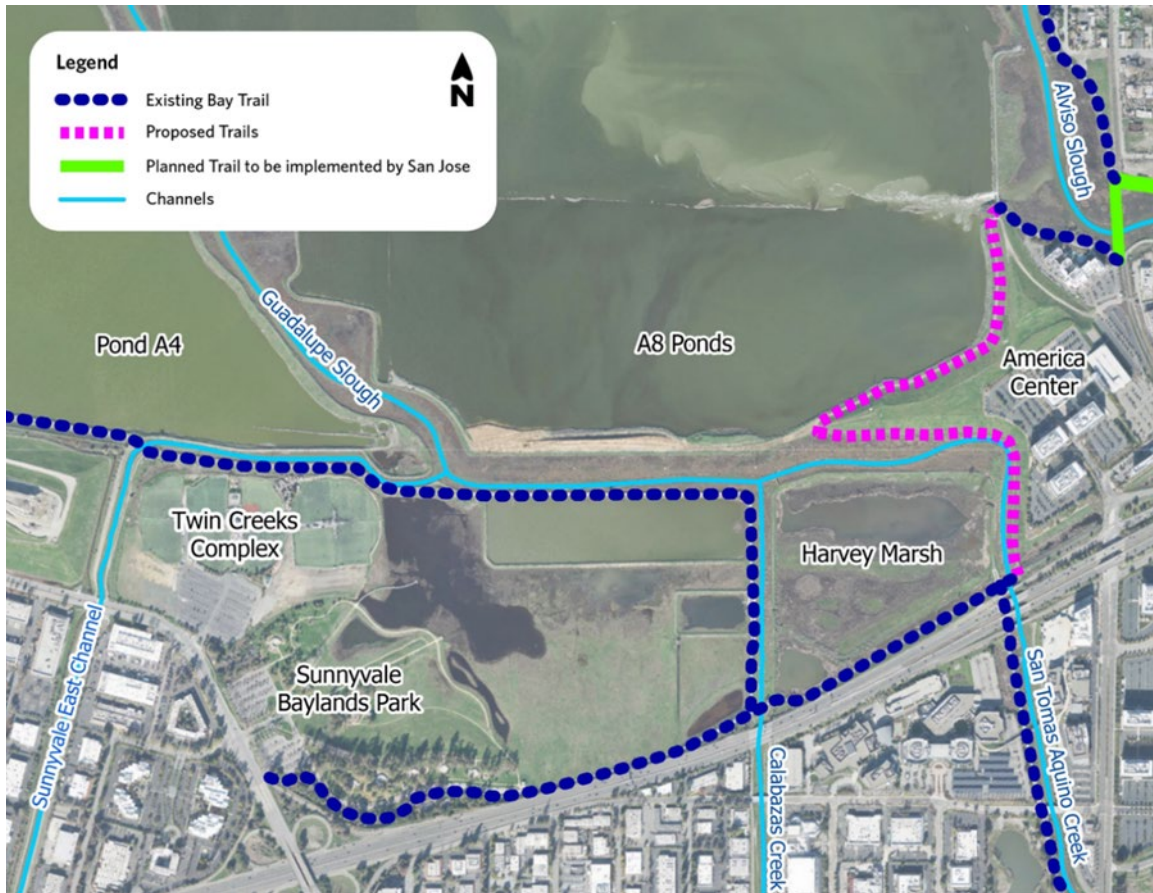 Legend
N
Existing Bay Trail
Proposed Trails
Planned Trail to be implemented by San Jose
Channels
Alviso Slough
Guadalupe Slough
Pond A4
A8 Ponds
America
Center
Twin Creeks
Complex
Harvey Marsh
Sunnyvale East Channel
Sunnyvale
Baylands Park
San Tomas Aquino Creek
Calabazas Creek